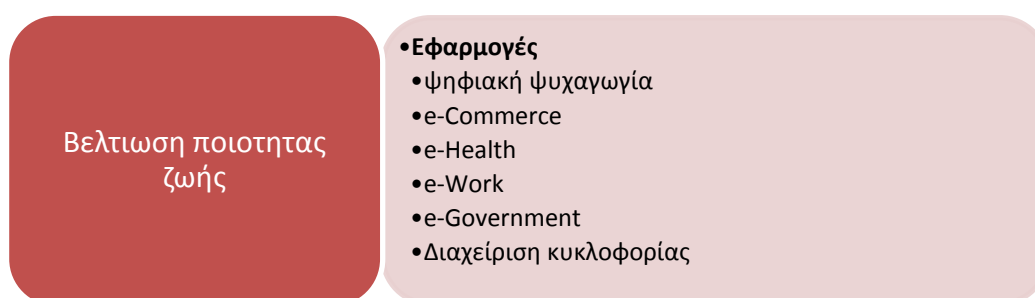 Βελτιωση ποιοτητας
ζωής
•Εφαρμογές
•ψηφιακή ψυχαγωγία
•e-Commerce
•e-Health
•e-Work
•e-Government
•Διαχείριση κυκλοφορίας